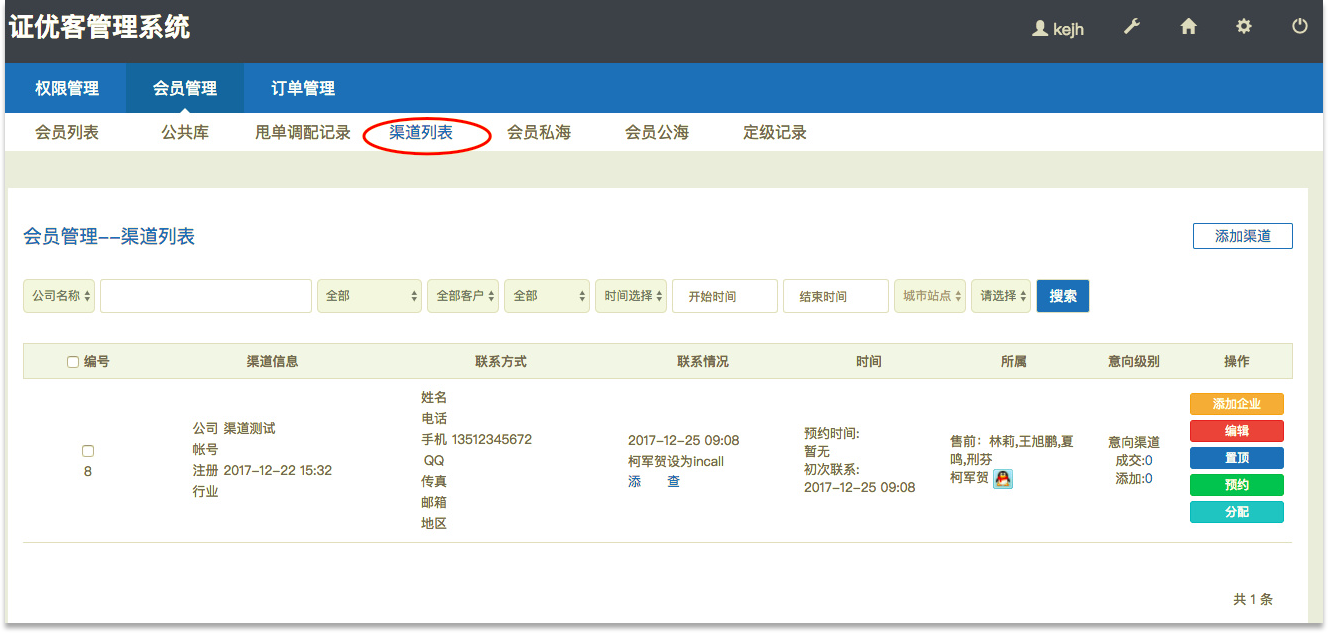 证优客管理系统
kejh
权限管理 会员管理 订单管理
会员列表 公共库 甩单调配记录 渠道列表 会员私海 会员公海 定级记录
会员管理--渠道列表 添加渠道
公司名称 全部 全部客户 全部 时间选择 开始时间 结束时间 城市站点 请选择 搜索
编号 渠道信息 联系方式 联系情况 时间 所属 意向级别 操作
8
公司 渠道测试
帐号
注册 2017-12-22 15:32
行业
姓名
电话
手机 13512345672
QQ
传真
邮箱
地区
2017-12-25 09:08
柯军贺设为incall
添 查
预约时间:
暂无
初次联系:
2017-12-25 09:08
售前：林莉,王旭鹏,夏
鸣,邢芬
柯军贺
意向渠道
成交:0
添加:0
添加企业
编辑
置顶
预约
分配
共 1 条